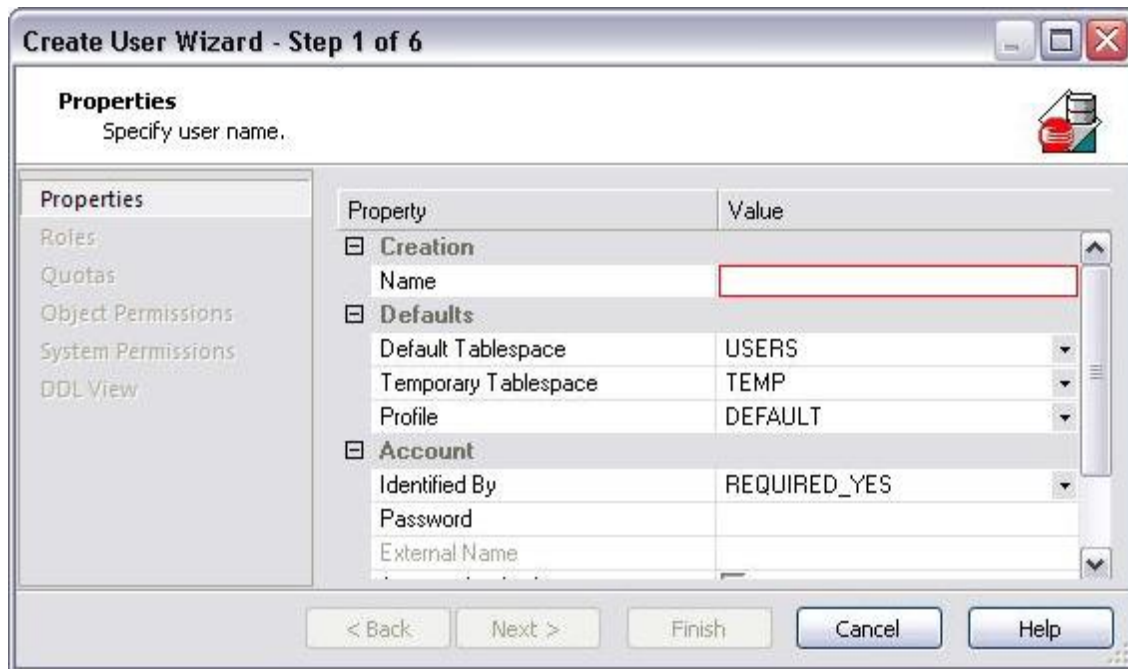 Create User Wizard - Step 1 of 6
Properties
Specify user name.
Properties
Roles
Quotas
Object Permissions
System Permissions
DDL View
Property Value
Creation
Name
Defaults
Default Tablespace USERS
Temporary Tablespace TEMP
Profile DEFAULT
Account
Identified By REQUIRED_YES
Password
External Name
< Back Next > Finish Cancel Help